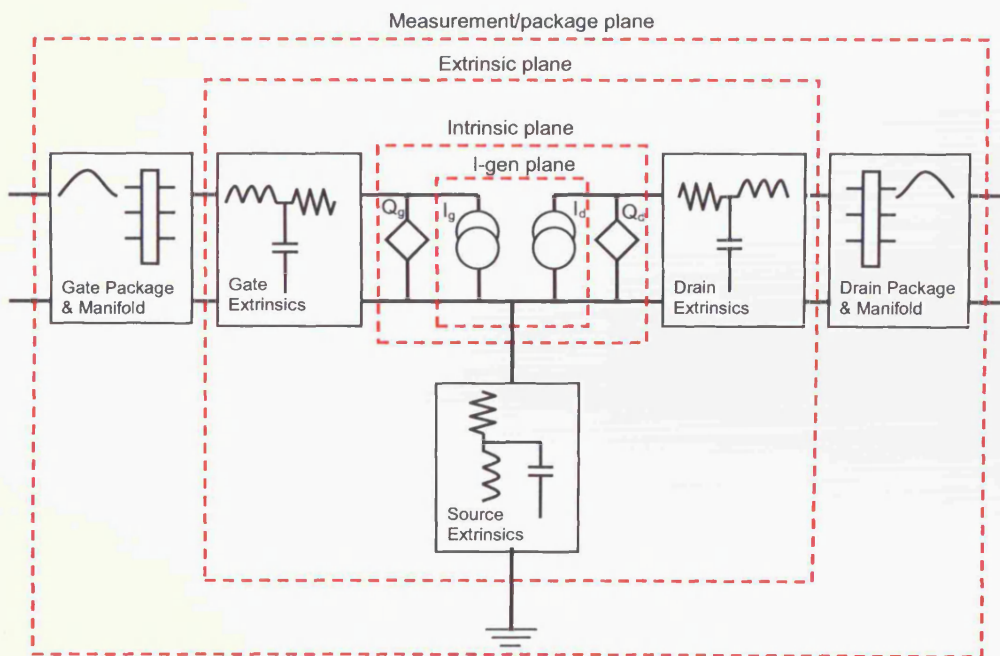 Measurement/package plane
Extrinsic plane
Intrinsic plane
I-gen plane
Qg
Ig
Id
Qd
Gate Package
& Manifold
Gate
Extrinsics
Drain
Extrinsics
Drain Package
& Manifold
Source
Extrinsics